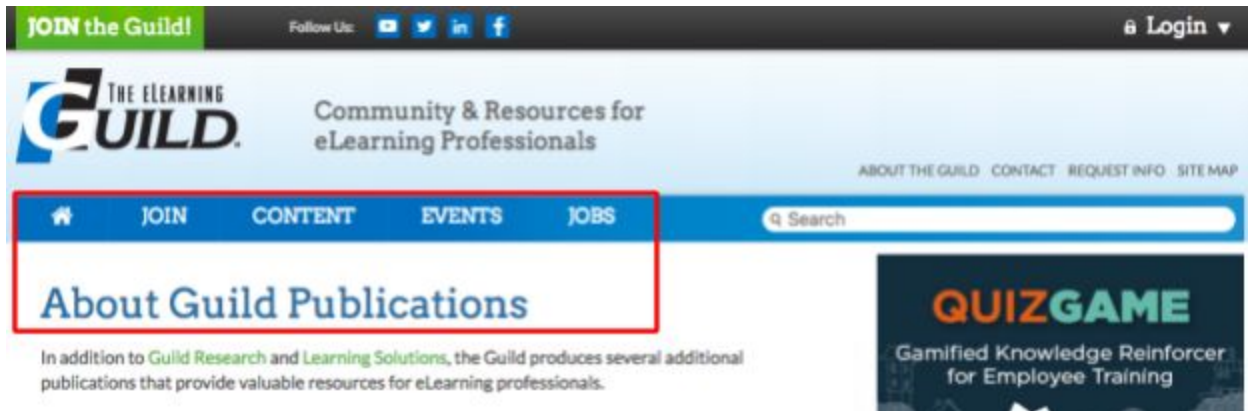 JOIN the Guild!
Follow Us:
Login
THE ELEARNING
GUILD.
Community & Resources for
eLearning Professionals
ABOUT THE GUILD CONTACT REQUEST INFO SITE MAP
JOIN CONTENT EVENTS JOBS
Search
About Guild Publications
In addition to Guild Research and Learning Solutions, the Guild produces several additional
publications that provide valuable resources for eLearning professionals.
QUIZGAME
Gamified Knowledge Reinforcer
for Employee Training